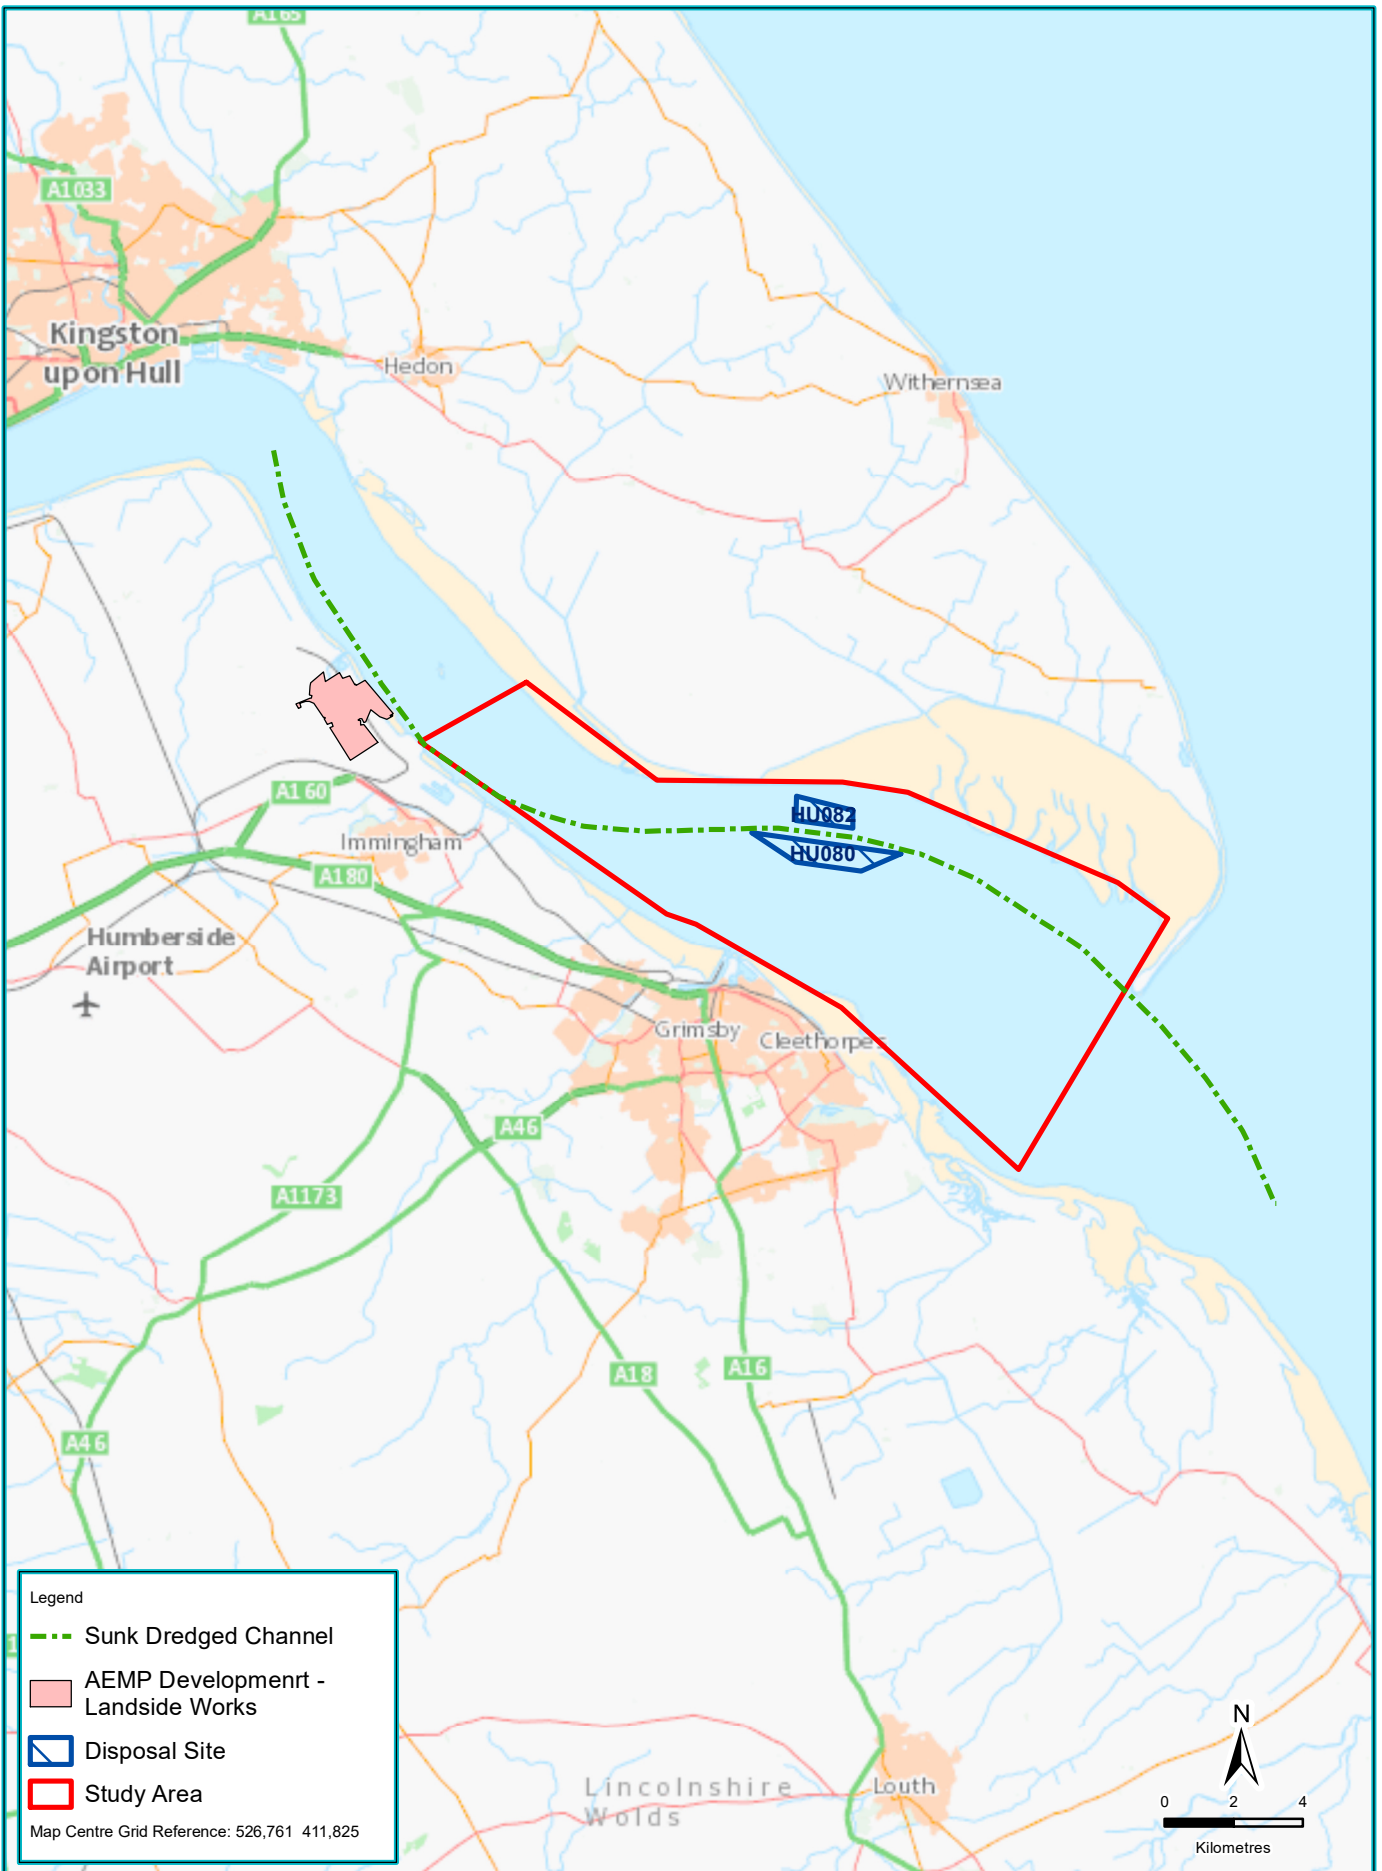 A165
A1033
Kingston
upon Hull
Hedon
Withernsea
A160
Immingham
A180
HU082
HU080
Humberside
Airport
Grimsby
Cleethorpes
A46
A1173
A18
A16
A46
Legend
Sunk Dredged Channel
AEMP Developmenrt -
Landside Works
Disposal Site
Study Area
Map Centre Grid Reference: 526,761 411,825
Lincolnshire
Wolds
Louth
N
0 2 4
Kilometres